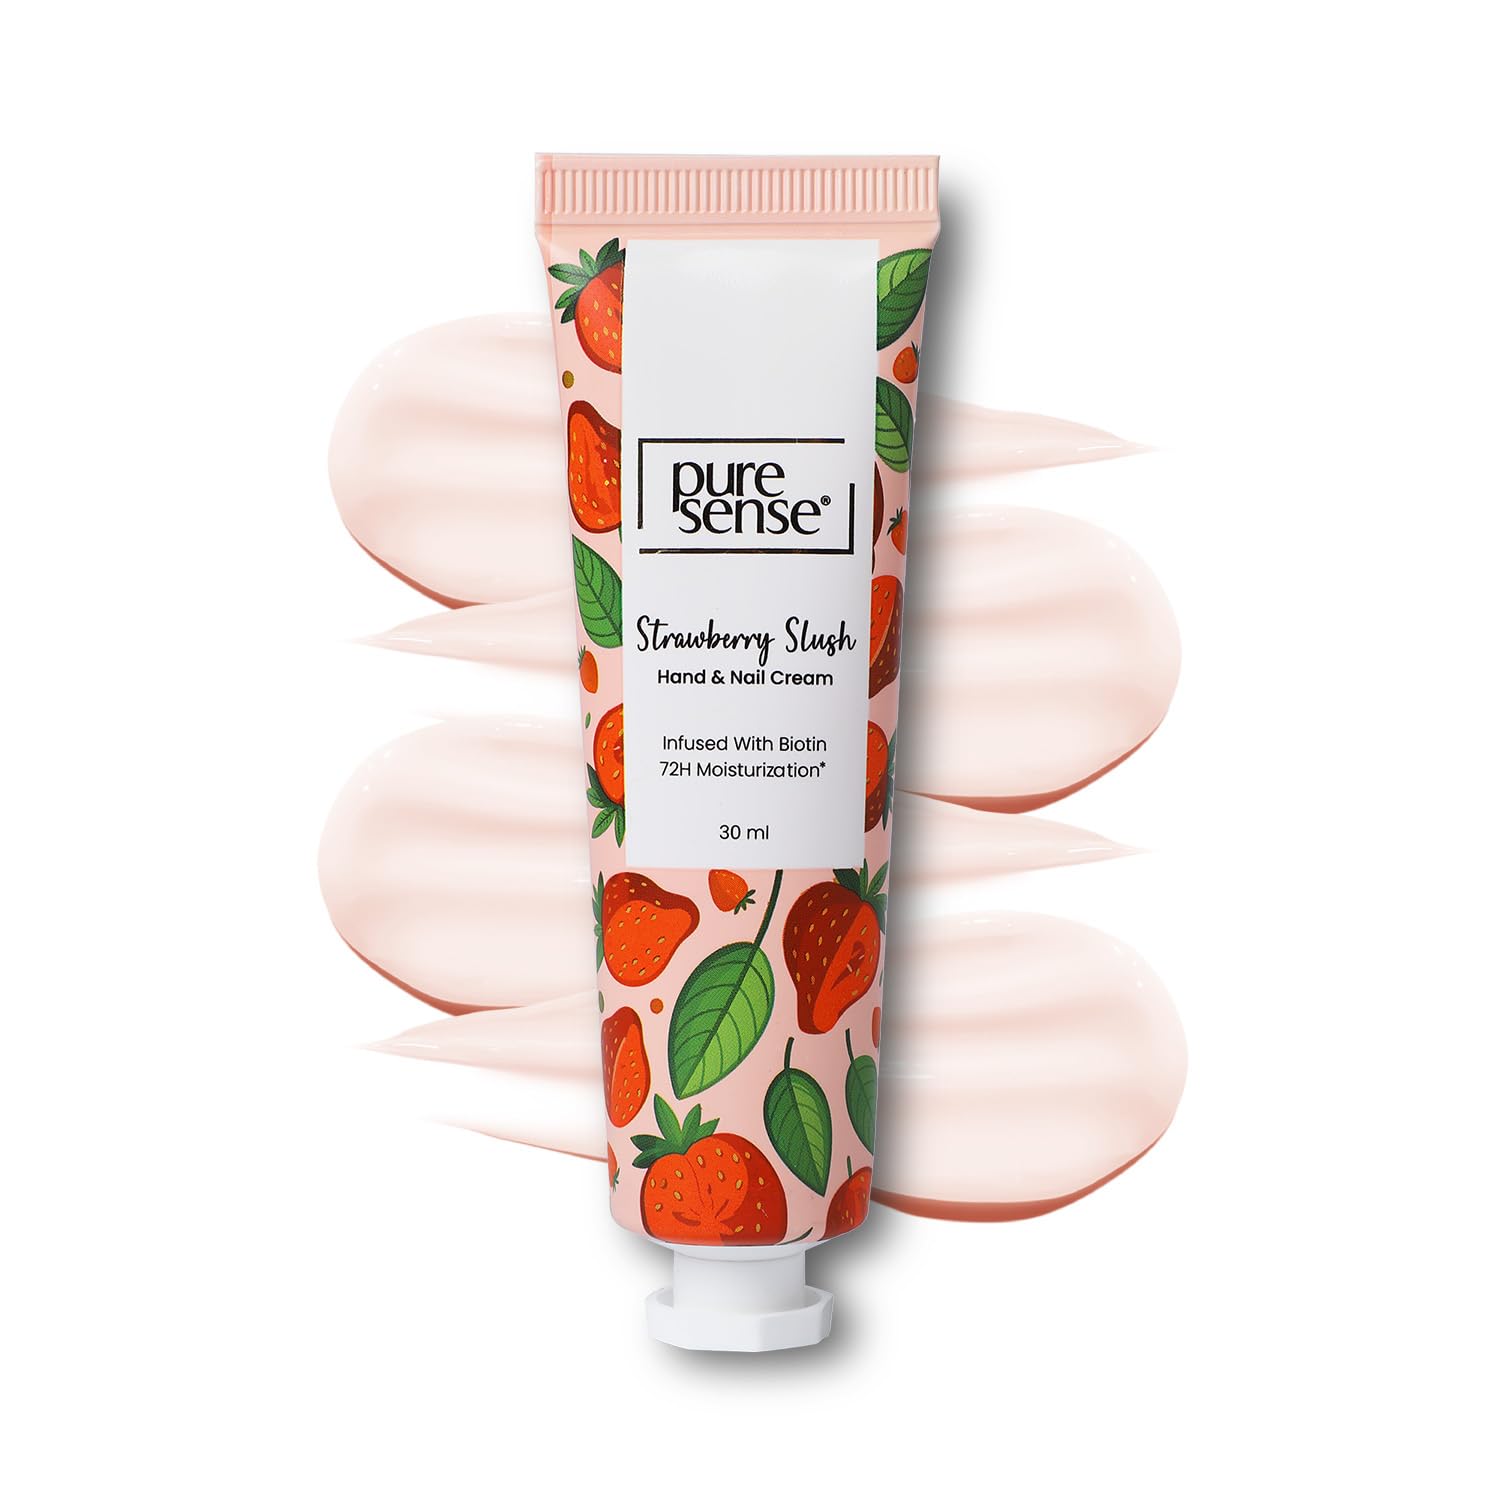 pure
sense®
Strawberry Slush
Hand & Nail Cream
Infused With Biotin
72H Moisturization*
30 ml